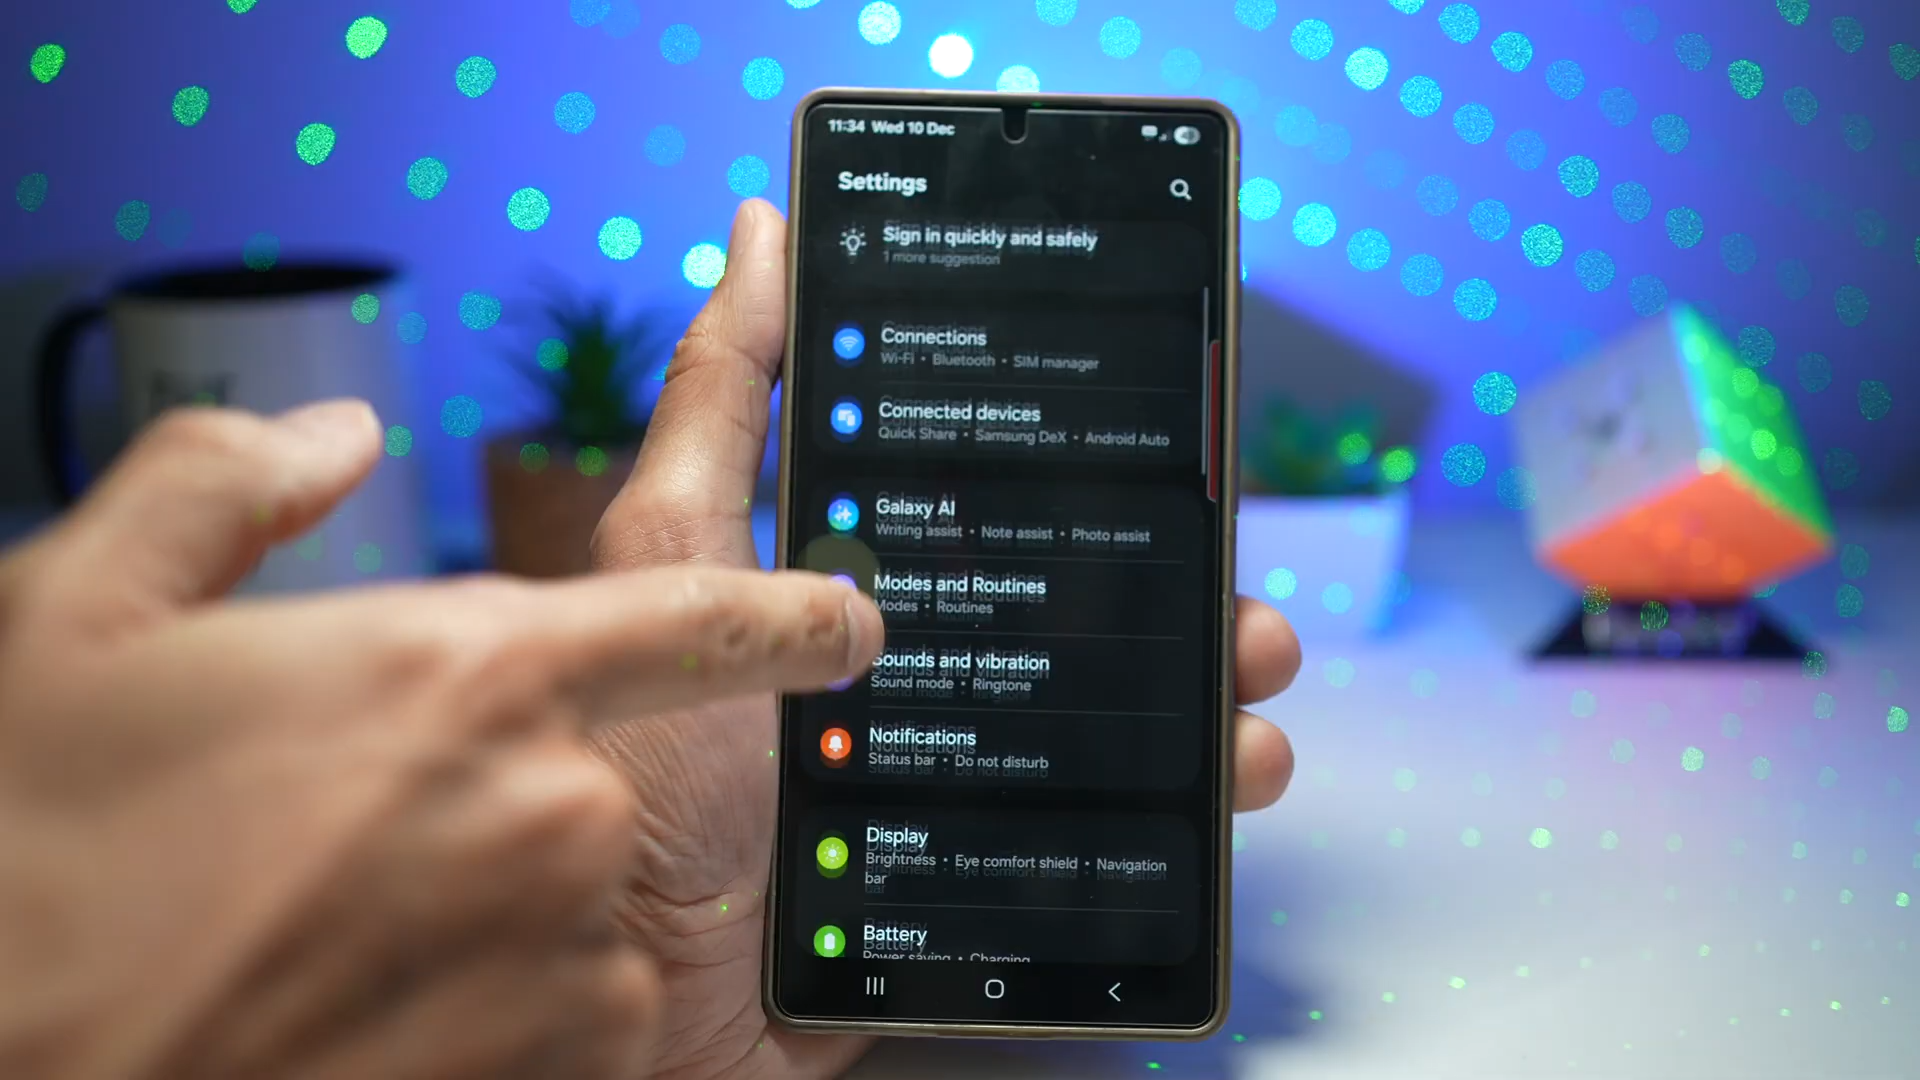 11:34 Wed 10 Dec
Settings
Sign in quickly and safely
1 more suggestion
Connections
Wi-Fi • Bluetooth • SIM manager
Connected devices
Quick Share • Samsung DeX • Android Auto
Galaxy AI
Writing assist • Note assist • Photo assist
Modes and Routines
Modes • Routines
Sounds and vibration
Sound mode • Ringtone
Notifications
Status bar • Do not disturb
Display
Brightness • Eye comfort shield • Navigation
bar
Battery
Power saving • Charging